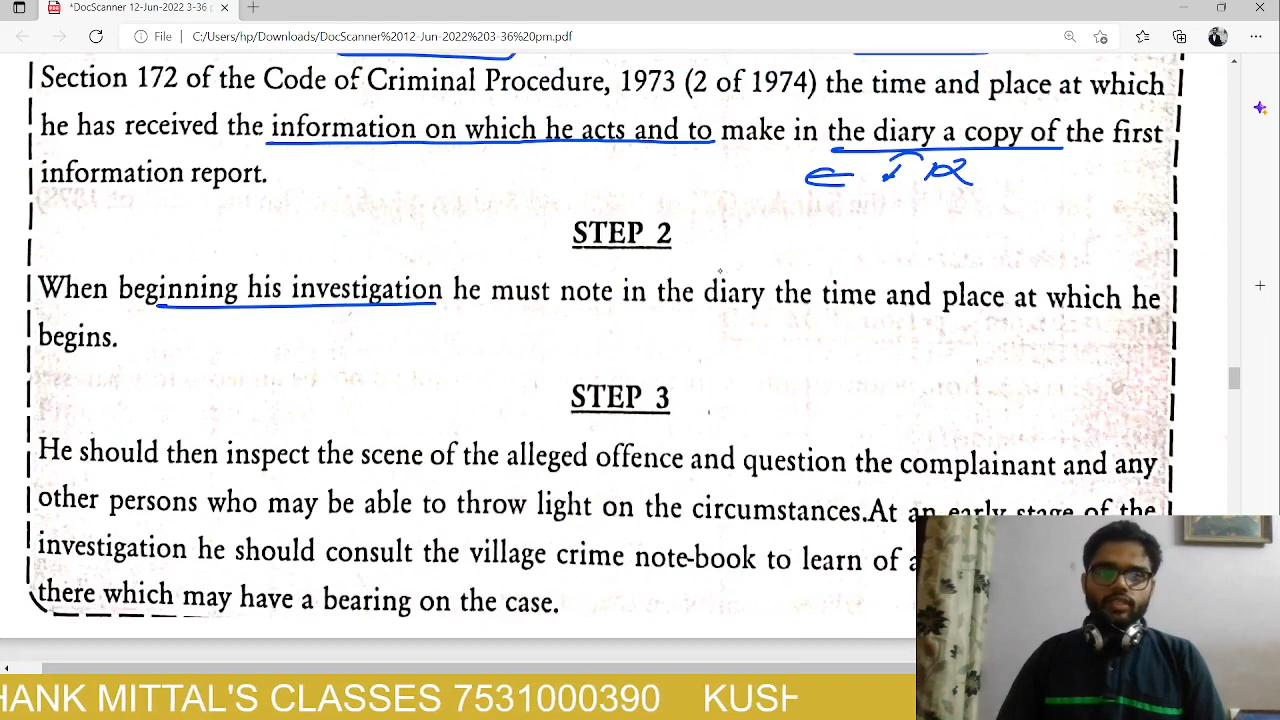 *DocScanner 12-Jun-2022 3-36 p
File
C:/Users/hp/Downloads/DocScanner%2012-Jun-2022%203-36%20pm.pdf
Section 172 of the Code of Criminal Procedure, 1973 (2 of 1974) the time and place at which
he has received the information on which he acts and to make in the diary a copy of the first
information report.
STEP 2
When beginning his investigation he must note in the diary the time and place at which he
begins.
STEP 3
He should then inspect the scene of the alleged offence and question the complainant and any
other persons who may be able to throw light on the circumstances.At an early stage of the
investigation he should consult the village crime note-book to learn of
there which may have a bearing on the case.
HANK MITTAL'S CLASSES 7531000390 KUSH